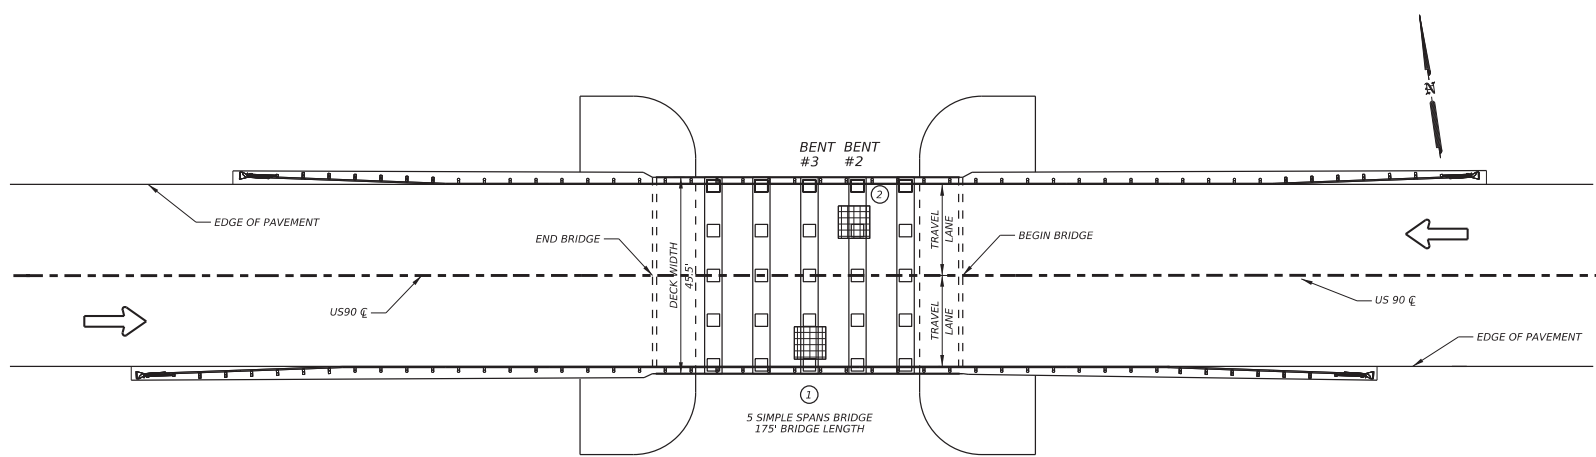 N
BENT BENT
#3 #2
2
EDGE OF PAVEMENT
END BRIDGE
DECK WIDTH
45.5'
TRAVEL
LANE
BEGIN BRIDGE
US90 ℄
TRAVEL
LANE
US 90 ℄
EDGE OF PAVEMENT
1
5 SIMPLE SPANS BRIDGE
175' BRIDGE LENGTH